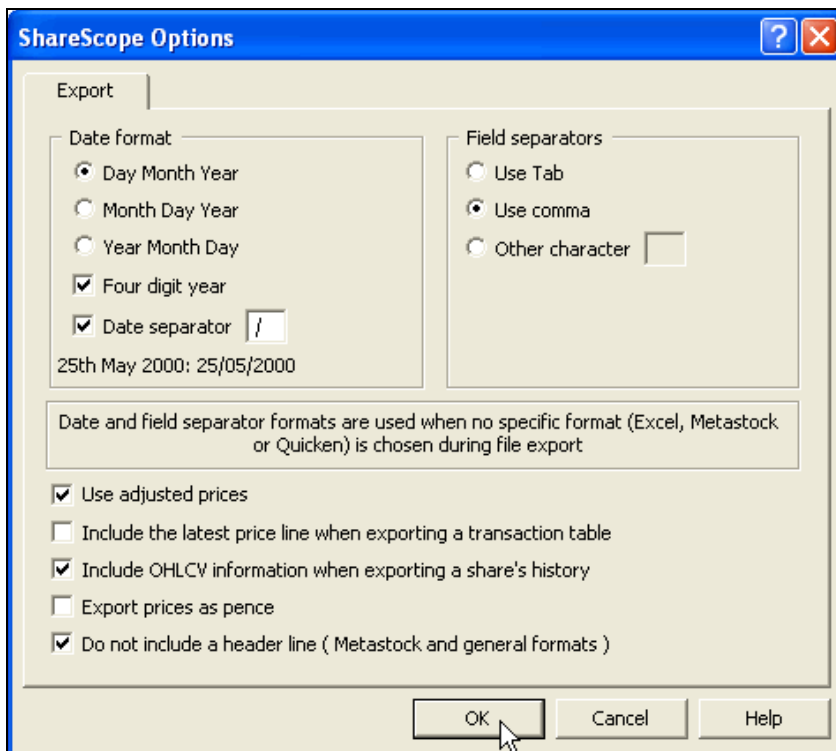 ShareScope Options
Export
Date format
Day Month Year
Month Day Year
Year Month Day
Four digit year
Date separator /
25th May 2000: 25/05/2000
Field separators
Use Tab
Use comma
Other character
Date and field separator formats are used when no specific format (Excel, Metastock
or Quicken) is chosen during file export
Use adjusted prices
Include the latest price line when exporting a transaction table
Include OHLCV information when exporting a share's history
Export prices as pence
Do not include a header line ( Metastock and general formats )
OK
Cancel
Help